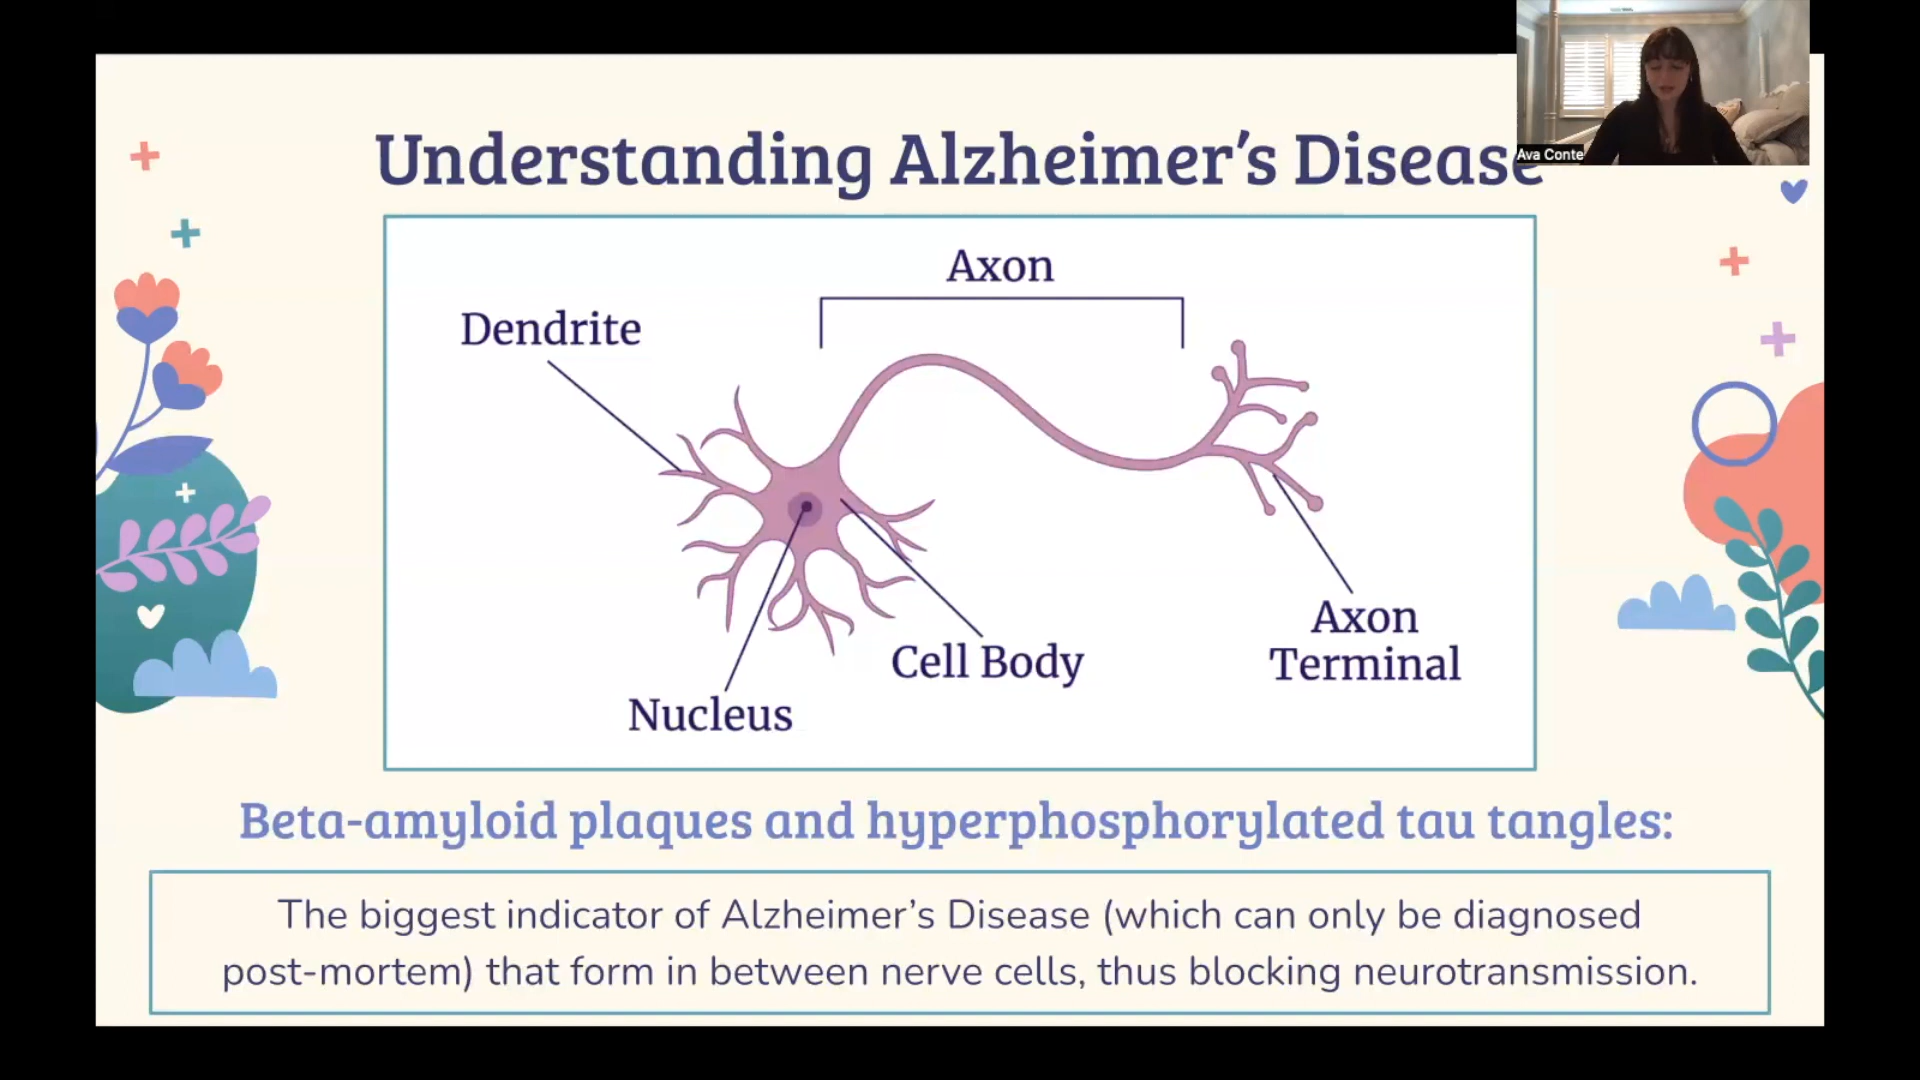 Understanding Alzheimer's Disease
Ava Conte
Axon
Dendrite
Axon
Terminal
Cell Body
Nucleus
Beta-amyloid plaques and hyperphosphorylated tau tangles:
The biggest indicator of Alzheimer's Disease (which can only be diagnosed
post-mortem) that form in between nerve cells, thus blocking neurotransmission.